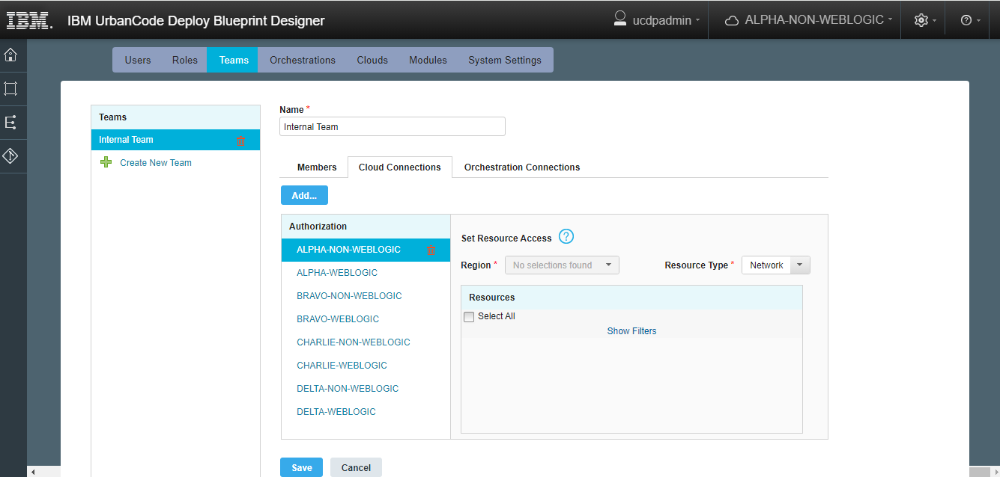 IBM. IBM UrbanCode Deploy Blueprint Designer ucdpadmin ALPHA-NON-WEBLOGIC
Users Roles Teams Orchestrations Clouds Modules System Settings
Teams
Internal Team
Create New Team
Name *
Internal Team
Members Cloud Connections Orchestration Connections
Add...
Authorization
ALPHA-NON-WEBLOGIC
ALPHA-WEBLOGIC
BRAVO-NON-WEBLOGIC
BRAVO-WEBLOGIC
CHARLIE-NON-WEBLOGIC
CHARLIE-WEBLOGIC
DELTA-NON-WEBLOGIC
DELTA-WEBLOGIC
Set Resource Access ?
Region * No selections found Resource Type * Network
Resources
Select All
Show Filters
Save Cancel